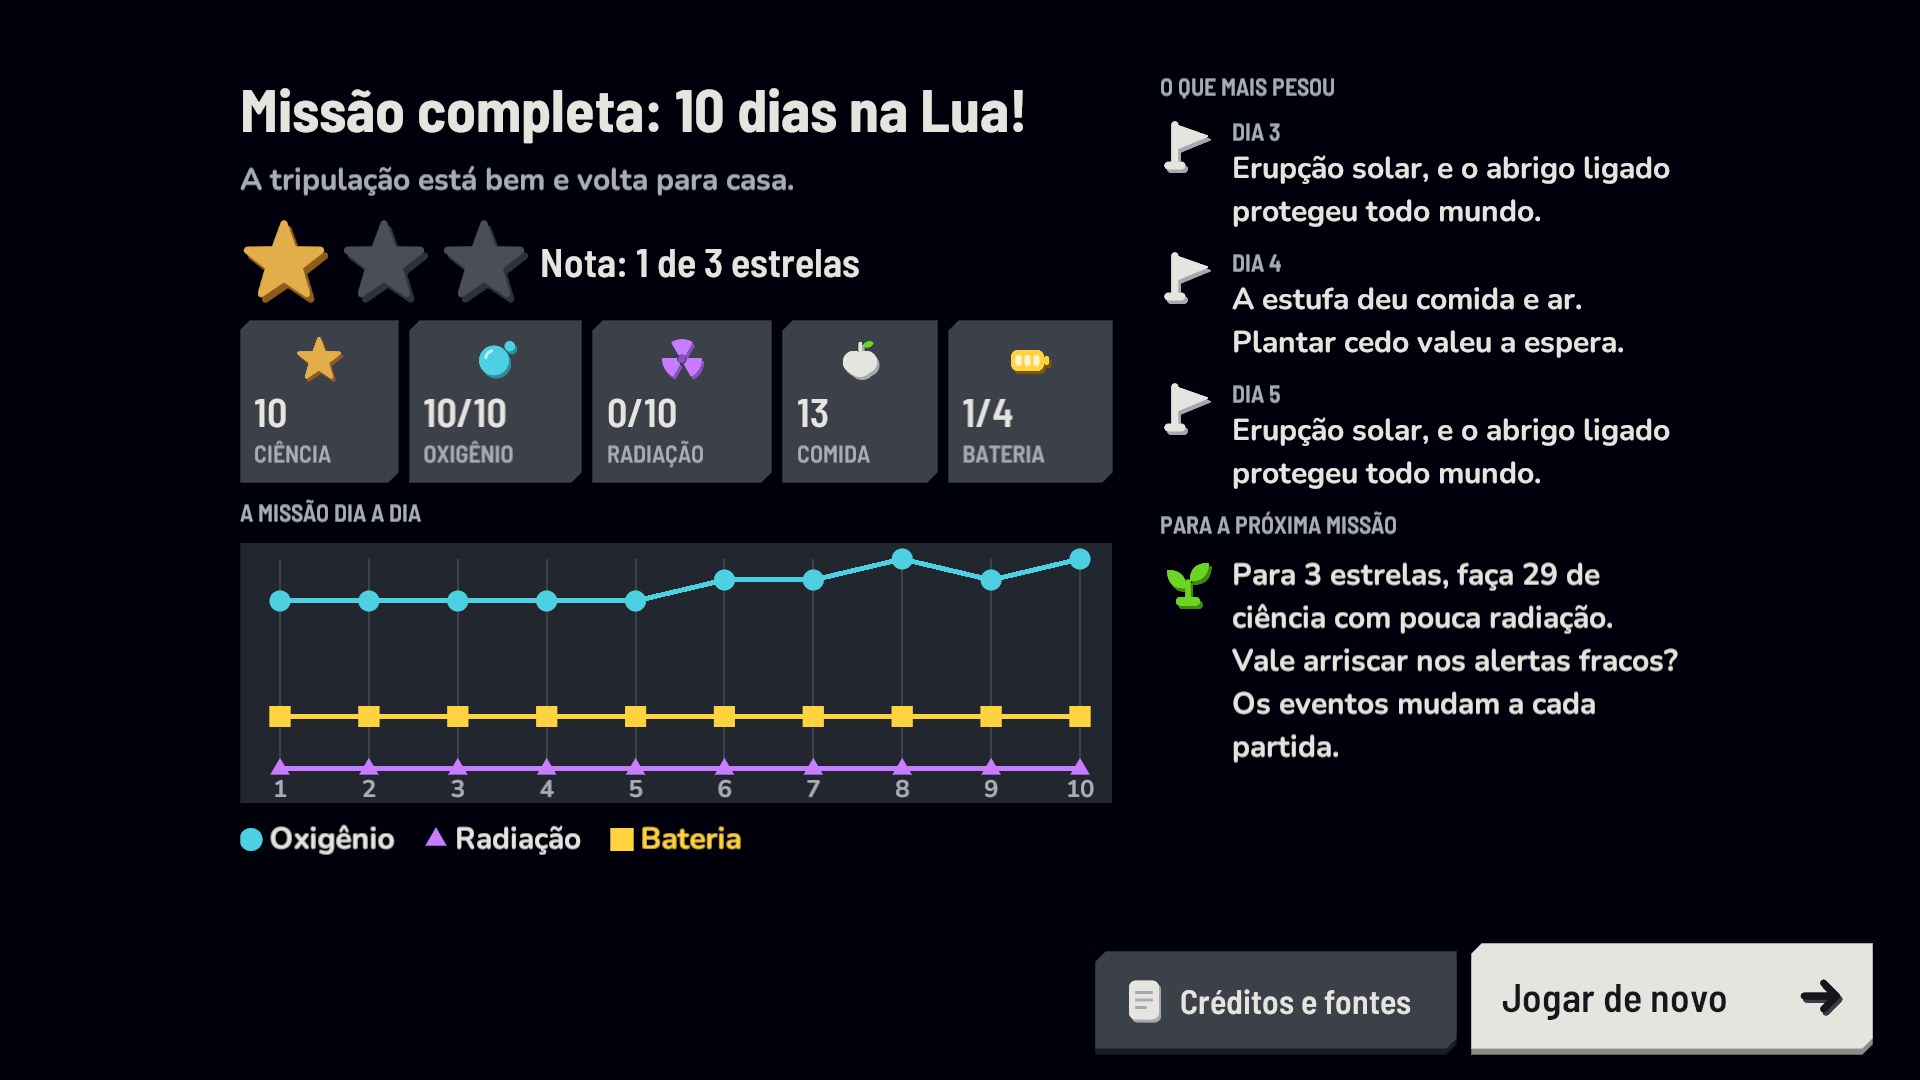 Missão completa: 10 dias na Lua!
A tripulação está bem e volta para casa.
Nota: 1 de 3 estrelas
10
CIÊNCIA
10/10
OXIGÊNIO
0/10
RADIAÇÃO
13
COMIDA
1/4
BATERIA
A MISSÃO DIA A DIA
1 2 3 4 5 6 7 8 9 10
Oxigênio Radiação Bateria
O QUE MAIS PESOU
DIA 3
Erupção solar, e o abrigo ligado
protegeu todo mundo.
DIA 4
A estufa deu comida e ar.
Plantar cedo valeu a espera.
DIA 5
Erupção solar, e o abrigo ligado
protegeu todo mundo.
PARA A PRÓXIMA MISSÃO
Para 3 estrelas, faça 29 de
ciência com pouca radiação.
Vale arriscar nos alertas fracos?
Os eventos mudam a cada
partida.
Créditos e fontes
Jogar de novo